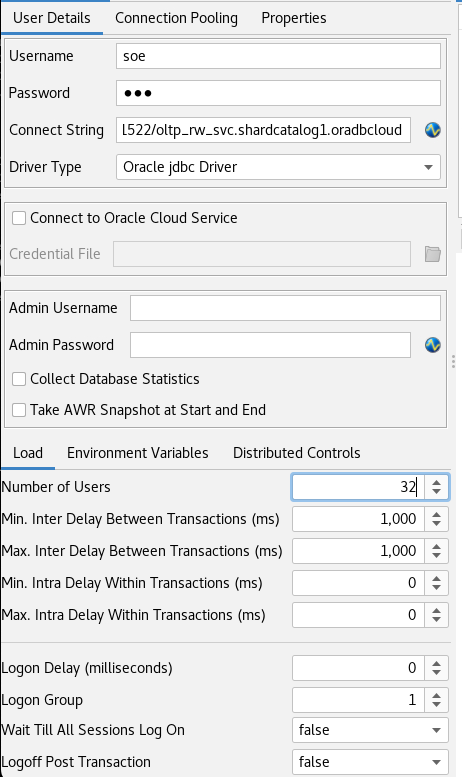 User Details Connection Pooling Properties
Username soe
Password ●●●
Connect String 1522/oltp_rw_svc.shardcatalog1.oradbcloud
Driver Type Oracle jdbc Driver
Connect to Oracle Cloud Service
Credential File
Admin Username
Admin Password
Collect Database Statistics
Take AWR Snapshot at Start and End
Load Environment Variables Distributed Controls
Number of Users 32
Min. Inter Delay Between Transactions (ms) 1,000
Max. Inter Delay Between Transactions (ms) 1,000
Min. Intra Delay Within Transactions (ms) 0
Max. Intra Delay Within Transactions (ms) 0
Logon Delay (milliseconds) 0
Logon Group 1
Wait Till All Sessions Log On false
Logoff Post Transaction false